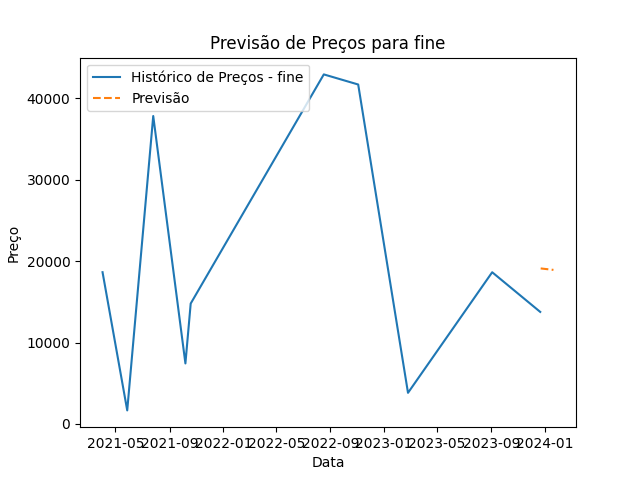 Previsão de Preços para fine
Histórico de Preços - fine
Previsão
40000
30000
20000
10000
0
Preço
2021-05 2021-09 2022-01 2022-05 2022-09 2023-01 2023-05 2023-09 2024-01
Data